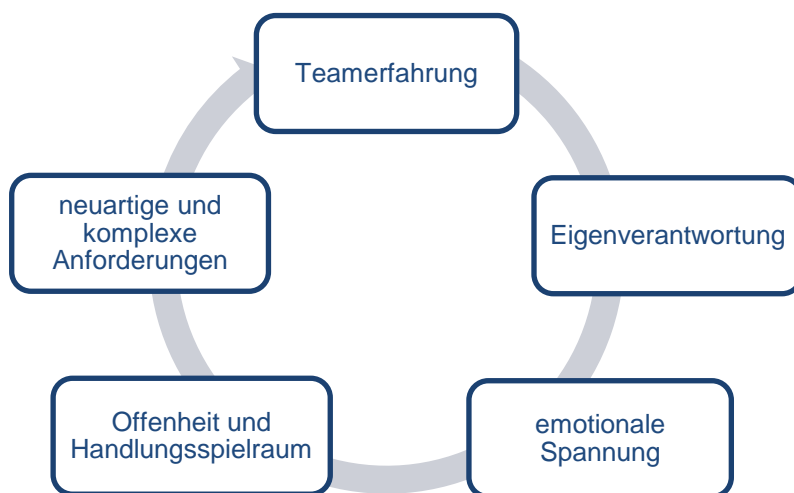 Teamerfahrung
Eigenverantwortung
emotionale
Spannung
Offenheit und
Handlungsspielraum
neuartige und
komplexe
Anforderungen